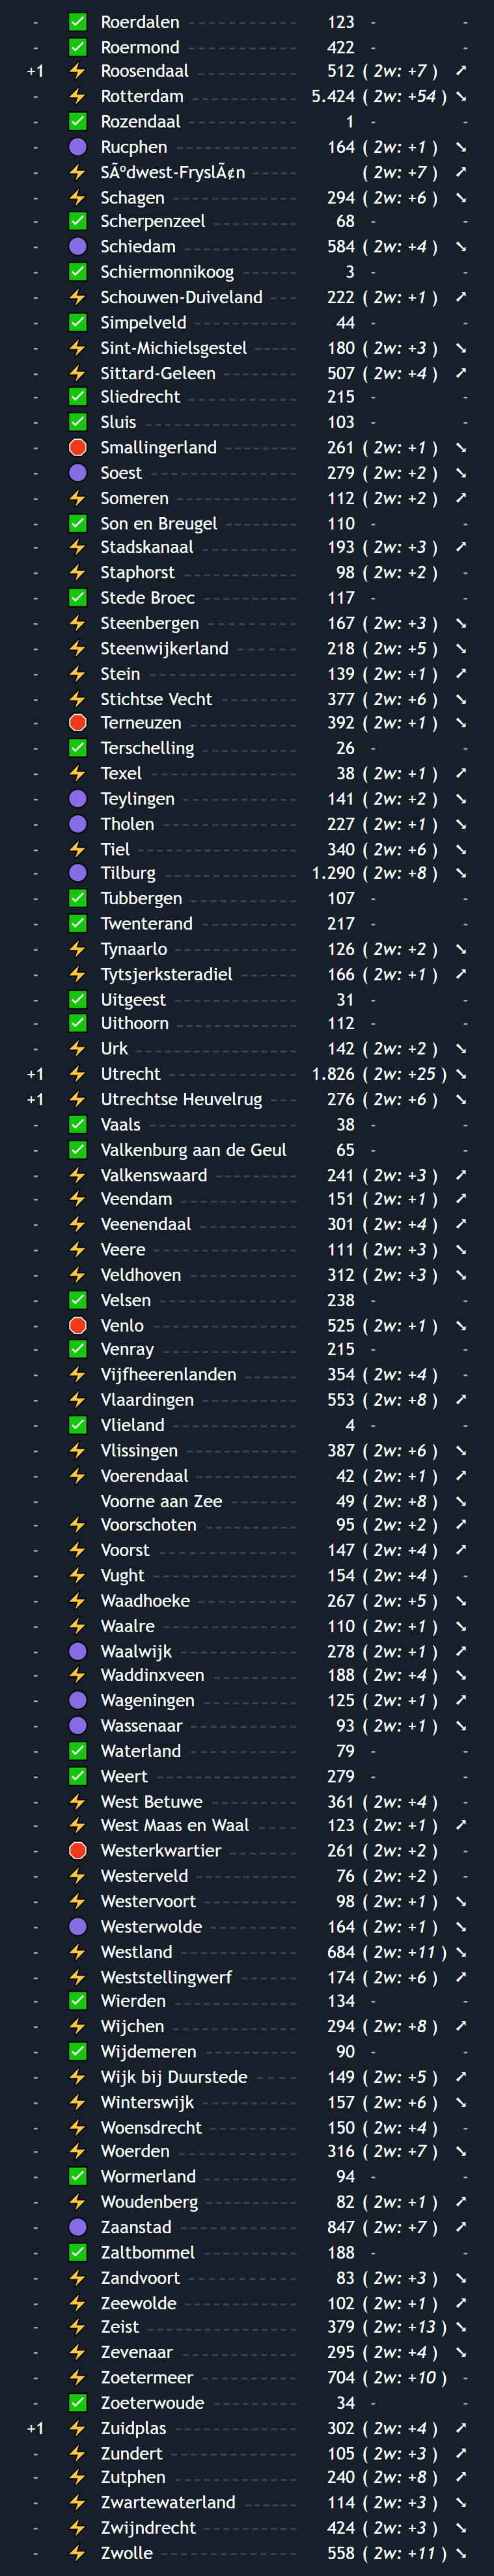 - ✅ Roerdalen 123 - -
- ✅ Roermond 422 - -
+1 ⚡ Roosendaal 512 ( 2w: +7 ) ➚
- ⚡ Rotterdam 5.424 ( 2w: +54 ) ➘
- ✅ Rozendaal 1 - -
- 🟣 Rucphen 164 ( 2w: +1 ) ➘
- ⚡ SÃºdwest-FryslÃ¢n ( 2w: +7 ) ➚
- ⚡ Schagen 294 ( 2w: +6 ) ➘
- ✅ Scherpenzeel 68 - -
- 🟣 Schiedam 584 ( 2w: +4 ) ➘
- ✅ Schiermonnikoog 3 - -
- ⚡ Schouwen-Duiveland 222 ( 2w: +1 ) ➚
- ✅ Simpelveld 44 - -
- ⚡ Sint-Michielsgestel 180 ( 2w: +3 ) ➘
- ⚡ Sittard-Geleen 507 ( 2w: +4 ) ➚
- ✅ Sliedrecht 215 - -
- ✅ Sluis 103 - -
- 🛑 Smallingerland 261 ( 2w: +1 ) ➘
- 🟣 Soest 279 ( 2w: +2 ) ➘
- ⚡ Someren 112 ( 2w: +2 ) ➚
- ✅ Son en Breugel 110 - -
- ⚡ Stadskanaal 193 ( 2w: +3 ) ➚
- ⚡ Staphorst 98 ( 2w: +2 ) -
- ✅ Stede Broec 117 - -
- ⚡ Steenbergen 167 ( 2w: +3 ) ➘
- ⚡ Steenwijkerland 218 ( 2w: +5 ) ➘
- ⚡ Stein 139 ( 2w: +1 ) ➚
- ⚡ Stichtse Vecht 377 ( 2w: +6 ) ➘
- 🛑 Terneuzen 392 ( 2w: +1 ) ➘
- ✅ Terschelling 26 - -
- ⚡ Texel 38 ( 2w: +1 ) ➚
- 🟣 Teylingen 141 ( 2w: +2 ) ➘
- 🟣 Tholen 227 ( 2w: +1 ) ➘
- ⚡ Tiel 340 ( 2w: +6 ) ➘
- 🟣 Tilburg 1.290 ( 2w: +8 ) ➘
- ✅ Tubbergen 107 - -
- ✅ Twenterand 217 - -
- ⚡ Tynaarlo 126 ( 2w: +2 ) ➘
- ⚡ Tytsjerksteradiel 166 ( 2w: +1 ) ➚
- ✅ Uitgeest 31 - -
- ✅ Uithoorn 112 - -
- ⚡ Urk 142 ( 2w: +2 ) ➘
+1 ⚡ Utrecht 1.826 ( 2w: +25 ) ➘
+1 ⚡ Utrechtse Heuvelrug 276 ( 2w: +6 ) ➘
- ✅ Vaals 38 - -
- ✅ Valkenburg aan de Geul 65 - -
- ⚡ Valkenswaard 241 ( 2w: +3 ) ➚
- ⚡ Veendam 151 ( 2w: +1 ) ➚
- ⚡ Veenendaal 301 ( 2w: +4 ) ➚
- ⚡ Veere 111 ( 2w: +3 ) ➘
- ⚡ Veldhoven 312 ( 2w: +3 ) ➘
- ✅ Velsen 238 - -
- 🛑 Venlo 525 ( 2w: +1 ) ➘
- ✅ Venray 215 - -
- ⚡ Vijfheerenlanden 354 ( 2w: +4 ) -
- ⚡ Vlaardingen 553 ( 2w: +8 ) ➚
- ✅ Vlieland 4 - -
- ⚡ Vlissingen 387 ( 2w: +6 ) ➘
- ⚡ Voerendaal 42 ( 2w: +1 ) ➚
- Voorne aan Zee 49 ( 2w: +8 ) ➘
- ⚡ Voorschoten 95 ( 2w: +2 ) ➚
- ⚡ Voorst 147 ( 2w: +4 ) ➚
- ⚡ Vught 154 ( 2w: +4 ) -
- ⚡ Waadhoeke 267 ( 2w: +5 ) ➘
- ⚡ Waalre 110 ( 2w: +1 ) ➘
- 🟣 Waalwijk 278 ( 2w: +1 ) ➚
- ⚡ Waddinxveen 188 ( 2w: +4 ) ➘
- 🟣 Wageningen 125 ( 2w: +1 ) ➚
- 🟣 Wassenaar 93 ( 2w: +1 ) ➘
- ✅ Waterland 79 - -
- ✅ Weert 279 - -
- ⚡ West Betuwe 361 ( 2w: +4 ) -
- ⚡ West Maas en Waal 123 ( 2w: +1 ) ➚
- 🛑 Westerkwartier 261 ( 2w: +2 ) -
- ⚡ Westerveld 76 ( 2w: +2 ) -
- ⚡ Westervoort 98 ( 2w: +1 ) ➘
- 🟣 Westerwolde 164 ( 2w: +1 ) ➘
- ⚡ Westland 684 ( 2w: +11 ) ➘
- ⚡ Weststellingwerf 174 ( 2w: +6 ) ➚
- ✅ Wierden 134 - -
- ⚡ Wijchen 294 ( 2w: +8 ) ➚
- ✅ Wijdemeren 90 - -
- ⚡ Wijk bij Duurstede 149 ( 2w: +5 ) ➚
- ⚡ Winterswijk 157 ( 2w: +6 ) ➘
- ⚡ Woensdrecht 150 ( 2w: +4 ) -
- ⚡ Woerden 316 ( 2w: +7 ) ➘
- ✅ Wormerland 94 - -
- ⚡ Woudenberg 82 ( 2w: +1 ) ➚
- 🟣 Zaanstad 847 ( 2w: +7 ) ➚
- ✅ Zaltbommel 188 - -
- ⚡ Zandvoort 83 ( 2w: +3 ) ➘
- ⚡ Zeewolde 102 ( 2w: +1 ) ➚
- ⚡ Zeist 379 ( 2w: +13 ) ➘
- ⚡ Zevenaar 295 ( 2w: +4 ) ➘
- ⚡ Zoetermeer 704 ( 2w: +10 ) -
- ✅ Zoeterwoude 34 - -
+1 ⚡ Zuidplas 302 ( 2w: +4 ) ➚
- ⚡ Zundert 105 ( 2w: +3 ) ➚
- ⚡ Zutphen 240 ( 2w: +8 ) ➚
- ⚡ Zwartewaterland 114 ( 2w: +3 ) ➘
- ⚡ Zwijndrecht 424 ( 2w: +3 ) ➘
- ⚡ Zwolle 558 ( 2w: +11 ) ➘